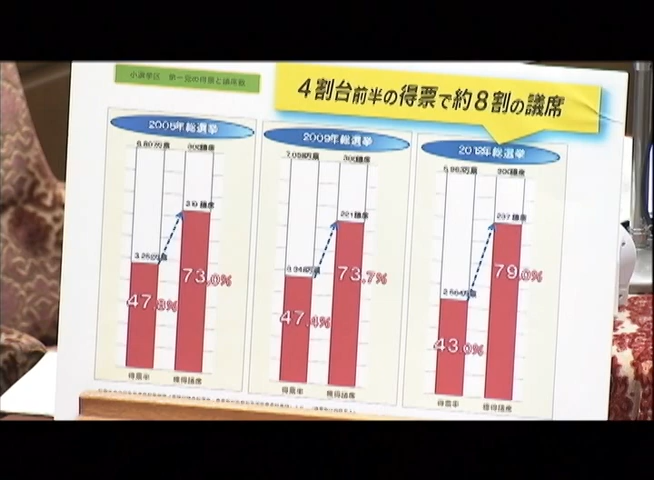 小選挙区 第一党の得票と議席数
4割台前半の得票で約8割の議席
2005年総選挙
300議席
219議席
47.8%
73.0%
得票率
獲得議席
2009年総選挙
300議席
221議席
47.4%
73.7%
得票率
獲得議席
2012年総選挙
300議席
237議席
43.0%
79.0%
得票率
獲得議席